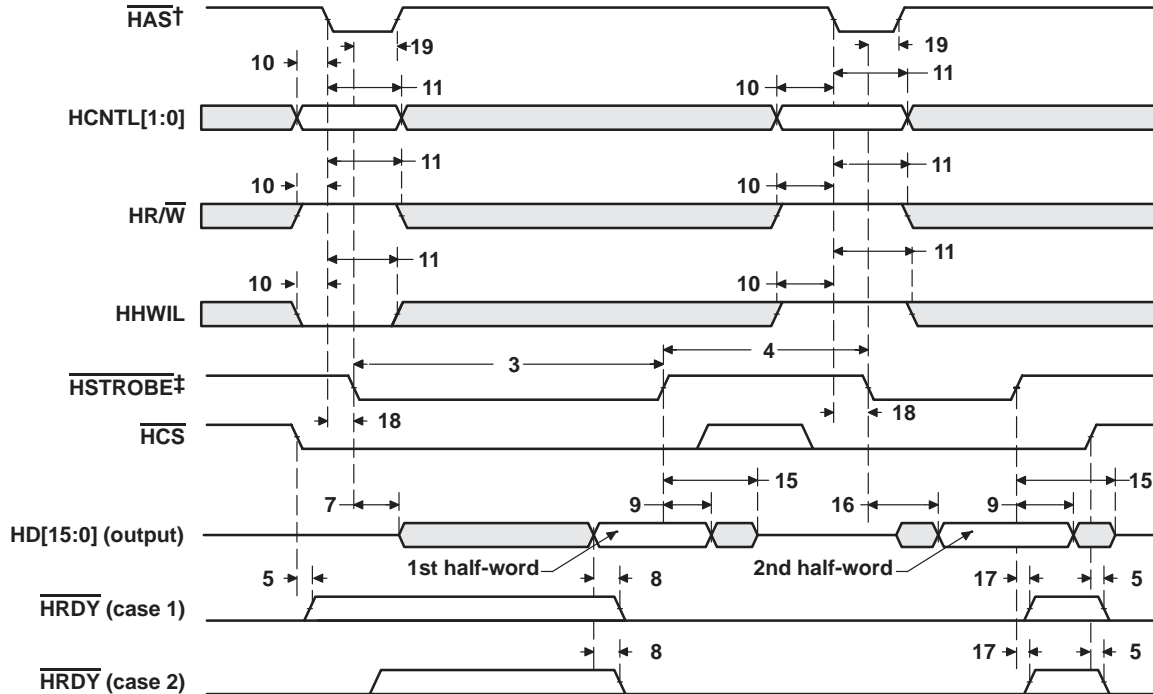 HAS†
19
19
10
11
10
11
HCNTL[1:0]
11
11
10
10
HR/W
11
11
10
10
HHWIL
3
4
HSTROBE‡
18
18
HCS
15
15
7
9
16
9
HD[15:0] (output)
1st half-word
2nd half-word
5
8
17
5
HRDY (case 1)
8
17
5
HRDY (case 2)